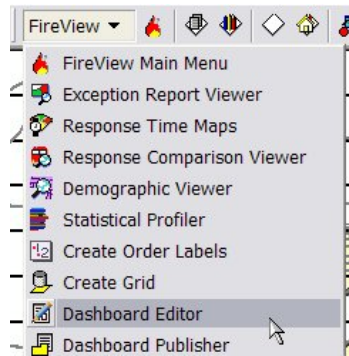 FireView
FireView Main Menu
Exception Report Viewer
Response Time Maps
Response Comparison Viewer
Demographic Viewer
Statistical Profiler
Create Order Labels
Create Grid
Dashboard Editor
Dashboard Publisher